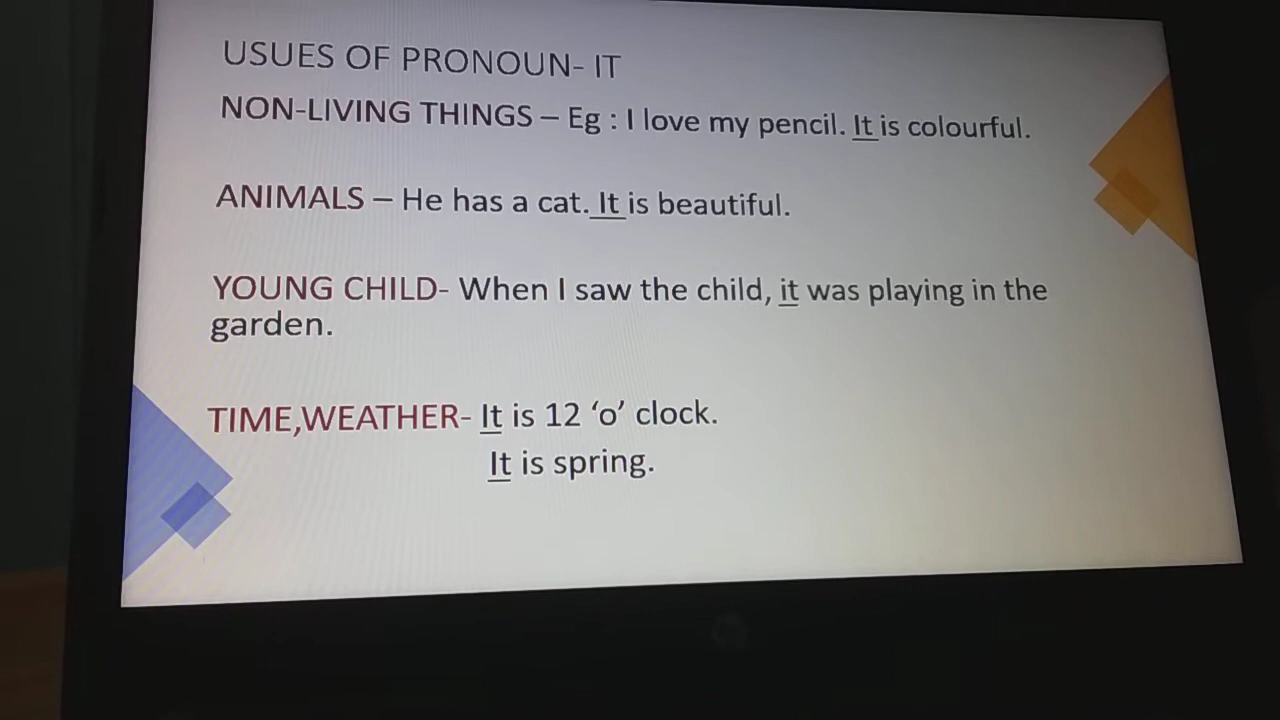 USUES OF PRONOUN- IT
NON-LIVING THINGS – Eg : I love my pencil. It is colourful.
ANIMALS – He has a cat. It is beautiful.
YOUNG CHILD- When I saw the child, it was playing in the
garden.
TIME,WEATHER- It is 12 ‘o’ clock.
It is spring.